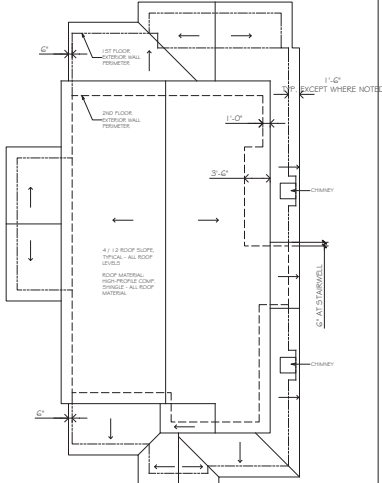 6"
1ST FLOOR
EXTERIOR WALL
PERIMETER
1'-6"
TYP. EXCEPT WHERE NOTED
2ND FLOOR
EXTERIOR WALL
PERIMETER
1'-0"
3'-6"
CHIMNEY
4 / 12 ROOF SLOPE,
TYPICAL - ALL ROOF
LEVELS
ROOF MATERIAL:
HIGH-PROFILE COMP.
SHINGLE - ALL ROOF
MATERIAL
6" AT STAIRWELL
CHIMNEY
6"